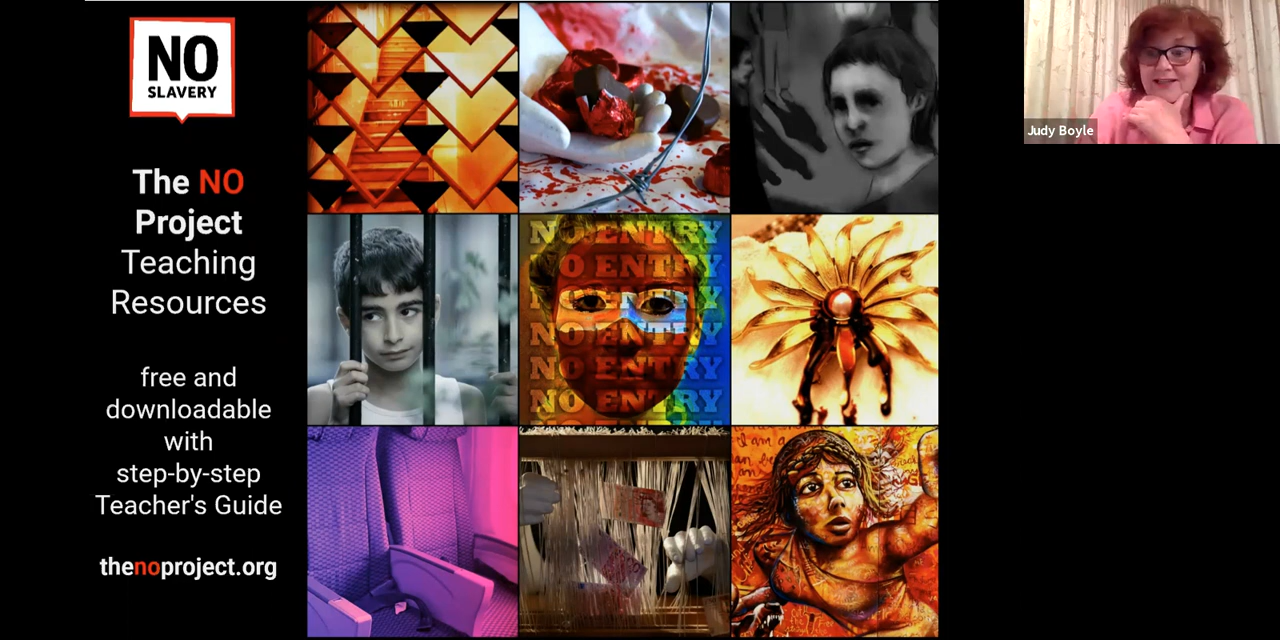 NO
SLAVERY
The NO
Project
Teaching
Resources
free and
downloadable
with
step-by-step
Teacher's Guide
thenoproject.org
NO ENTRY
NO ENTRY
NO ENTRY
NO ENTRY
NO ENTRY
NO ENTRY
I am a
Judy Boyle